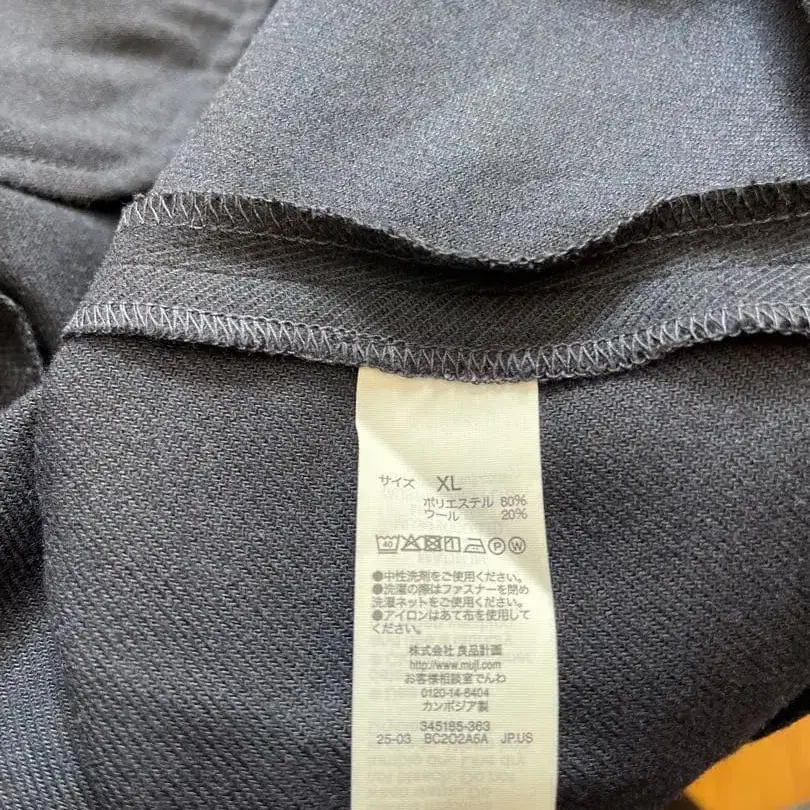 サイズ XL
ポリエステル 80%
ウール 20%
40 P W
●中性洗剤をご使用ください。
●洗濯の際はファスナーを閉め
洗濯ネットをご使用ください。
●アイロンはあて布を使用して
ください。
株式会社 良品計画
http://www.muji.com
お客様相談室でんわ
0120-14-6404
カンボジア製
345185-363
25-03 BC202A5A JP.US